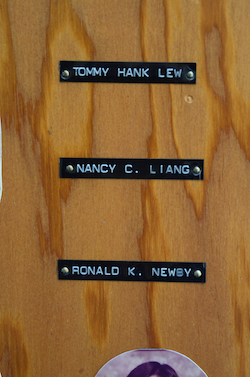 TOMMY HANK LEW
NANCY C. LIANG
RONALD K. NEWBY